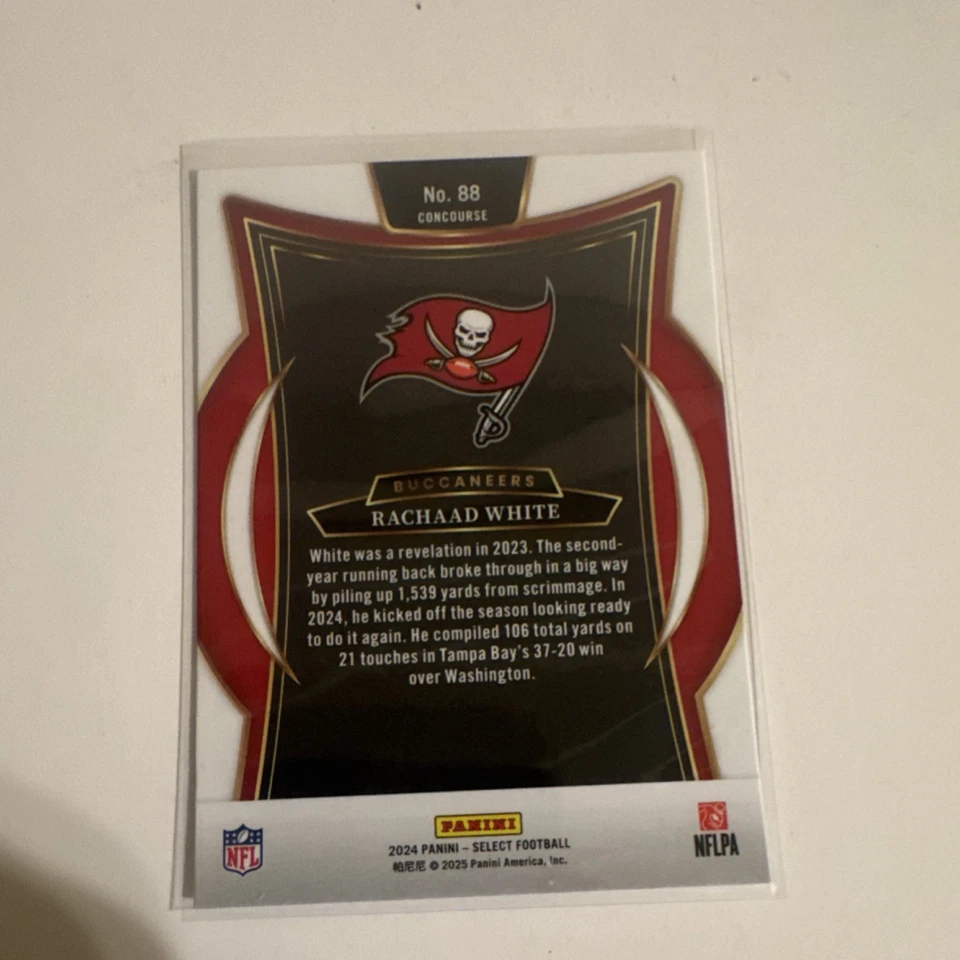 No. 88
CONCOURSE
BUCCANEERS
RACHAAD WHITE
White was a revelation in 2023. The second-
year running back broke through in a big way
by piling up 1,539 yards from scrimmage. In
2024, he kicked off the season looking ready
to do it again. He compiled 106 total yards on
21 touches in Tampa Bay's 37-20 win
over Washington.
PANINI
2024 PANINI – SELECT FOOTBALL
帕尼尼 © 2025 Panini America, Inc.
NFL
NFLPA